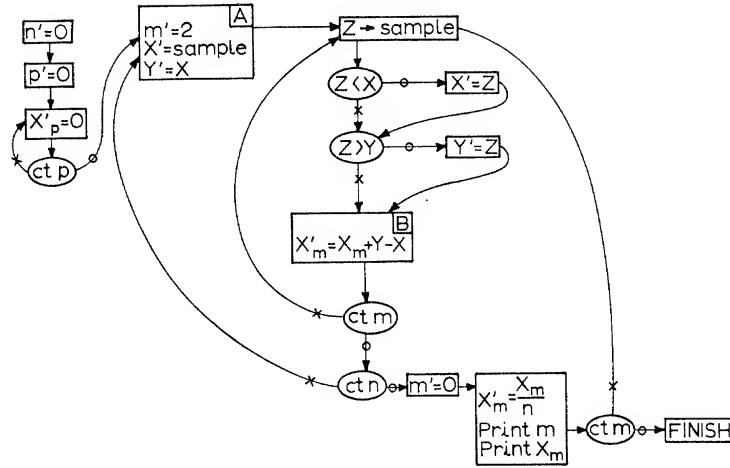 n'=0
p'=0
X'p=0
ct p
A
m'=2
X'=sample
Y'=X
Z→sample
Z<X
X'=Z
Z>Y
Y'=Z
B
X'm=Xm+Y-X
ct m
ct n
m'=0
X'm=Xm/n
Print m
Print Xm
ct m
FINISH